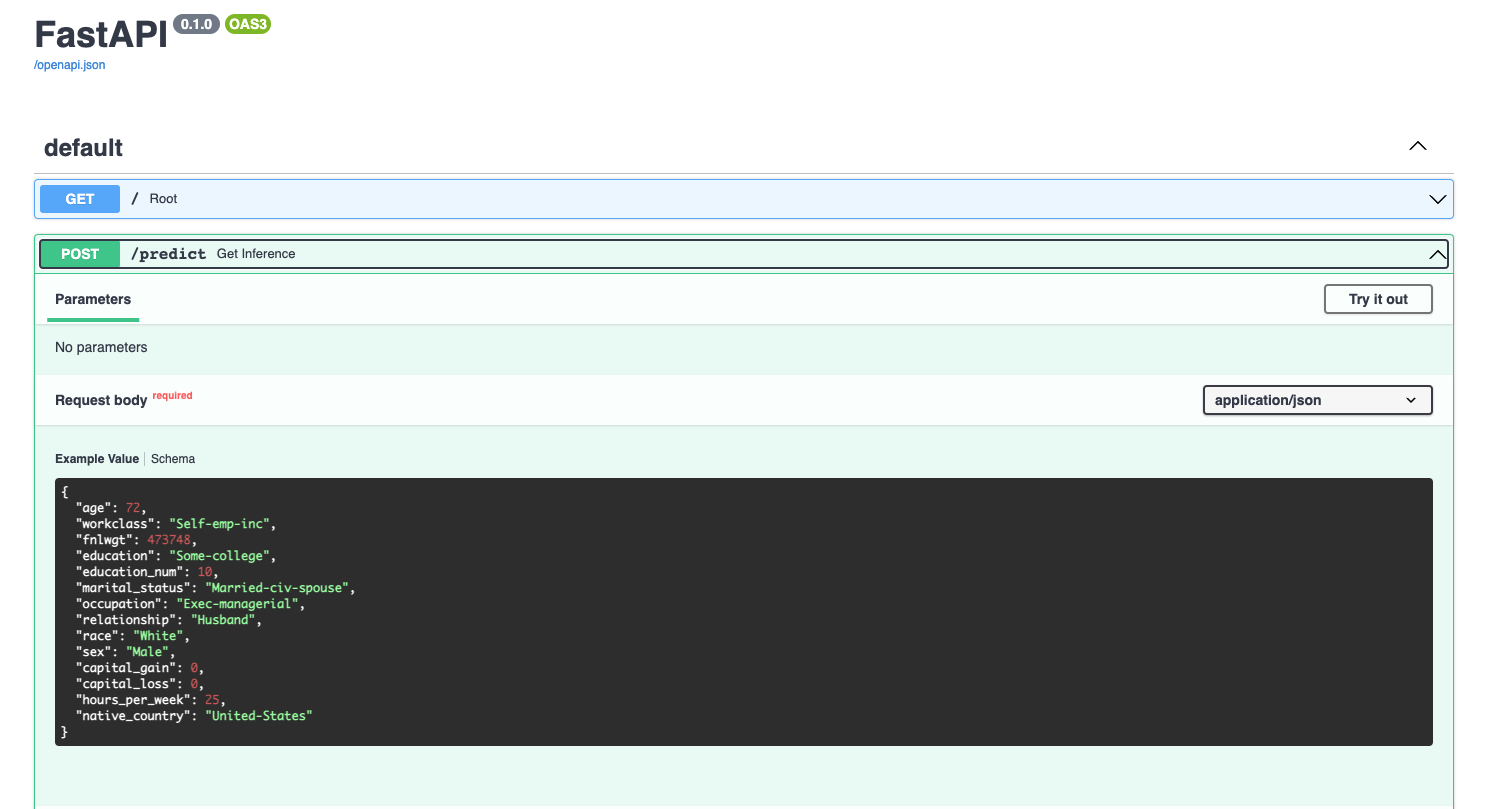 FastAPI 0.1.0 OAS3
/openapi.json
default
GET / Root
POST /predict Get Inference
Parameters Try it out
No parameters
Request body required application/json
Example Value Schema
{
  "age": 72,
  "workclass": "Self-emp-inc",
  "fnlwgt": 473748,
  "education": "Some-college",
  "education_num": 10,
  "marital_status": "Married-civ-spouse",
  "occupation": "Exec-managerial",
  "relationship": "Husband",
  "race": "White",
  "sex": "Male",
  "capital_gain": 0,
  "capital_loss": 0,
  "hours_per_week": 25,
  "native_country": "United-States"
}